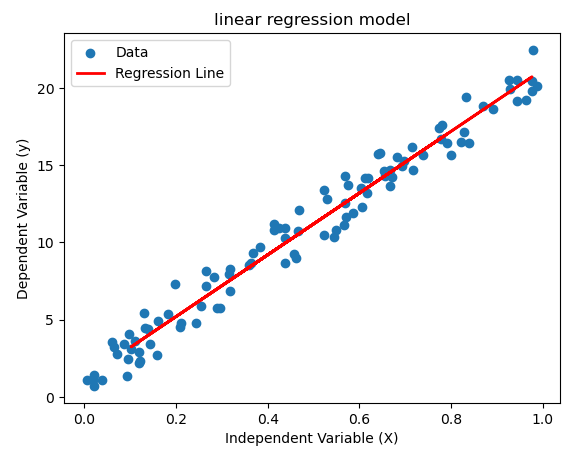 linear regression model
Data
Regression Line
20
15
10
5
0
Dependent Variable (y)
0.0 0.2 0.4 0.6 0.8 1.0
Independent Variable (X)